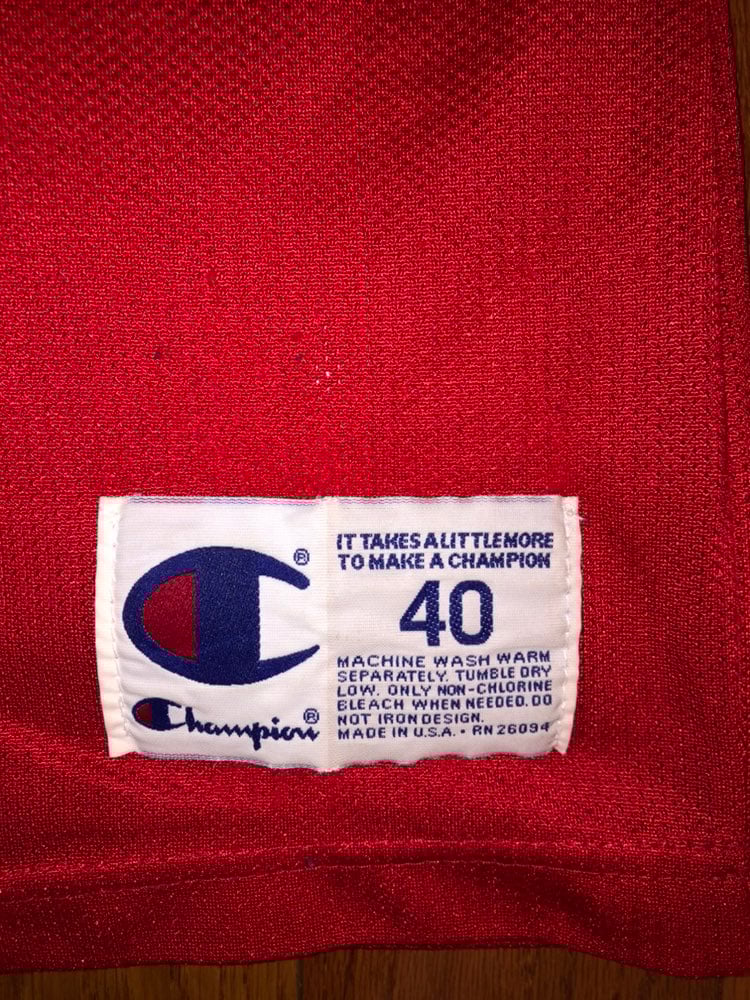 ®
Champion®
IT TAKES A LITTLE MORE
TO MAKE A CHAMPION
40
MACHINE WASH WARM
SEPARATELY. TUMBLE DRY
LOW. ONLY NON-CHLORINE
BLEACH WHEN NEEDED. DO
NOT IRON DESIGN.
MADE IN U.S.A. • RN 26094